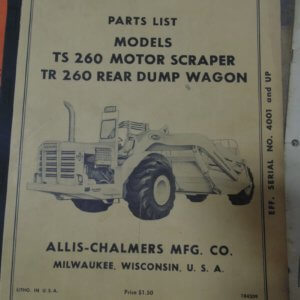 PARTS LIST
MODELS
TS 260 MOTOR SCRAPER
TR 260 REAR DUMP WAGON
EFF. SERIAL NO. 4001 and UP
ALLIS-CHALMERS MFG. CO.
MILWAUKEE, WISCONSIN, U. S. A.
LITHO. IN U.S.A.
Price $1.50